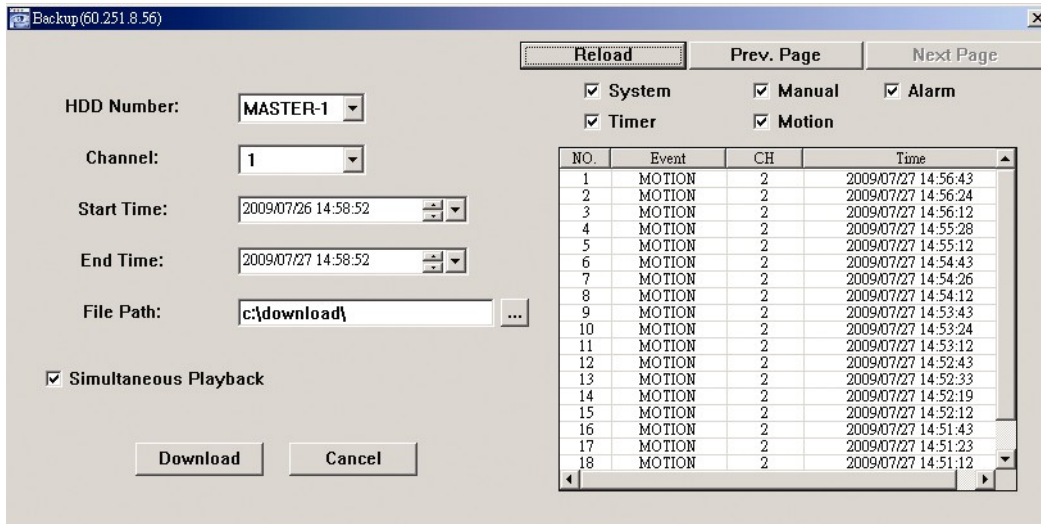 Backup(60.251.8.56)
Reload Prev. Page Next Page
System Manual Alarm
Timer Motion
HDD Number: MASTER-1
Channel: 1
Start Time: 2009/07/26 14:58:52
End Time: 2009/07/27 14:58:52
File Path: c:\download\ ...
Simultaneous Playback
Download Cancel
NO. Event CH Time
1 MOTION 2 2009/07/27 14:56:43
2 MOTION 2 2009/07/27 14:56:24
3 MOTION 2 2009/07/27 14:56:12
4 MOTION 2 2009/07/27 14:55:28
5 MOTION 2 2009/07/27 14:55:12
6 MOTION 2 2009/07/27 14:54:43
7 MOTION 2 2009/07/27 14:54:26
8 MOTION 2 2009/07/27 14:54:12
9 MOTION 2 2009/07/27 14:53:43
10 MOTION 2 2009/07/27 14:53:24
11 MOTION 2 2009/07/27 14:53:12
12 MOTION 2 2009/07/27 14:52:43
13 MOTION 2 2009/07/27 14:52:33
14 MOTION 2 2009/07/27 14:52:19
15 MOTION 2 2009/07/27 14:52:12
16 MOTION 2 2009/07/27 14:51:43
17 MOTION 2 2009/07/27 14:51:23
18 MOTION 2 2009/07/27 14:51:12